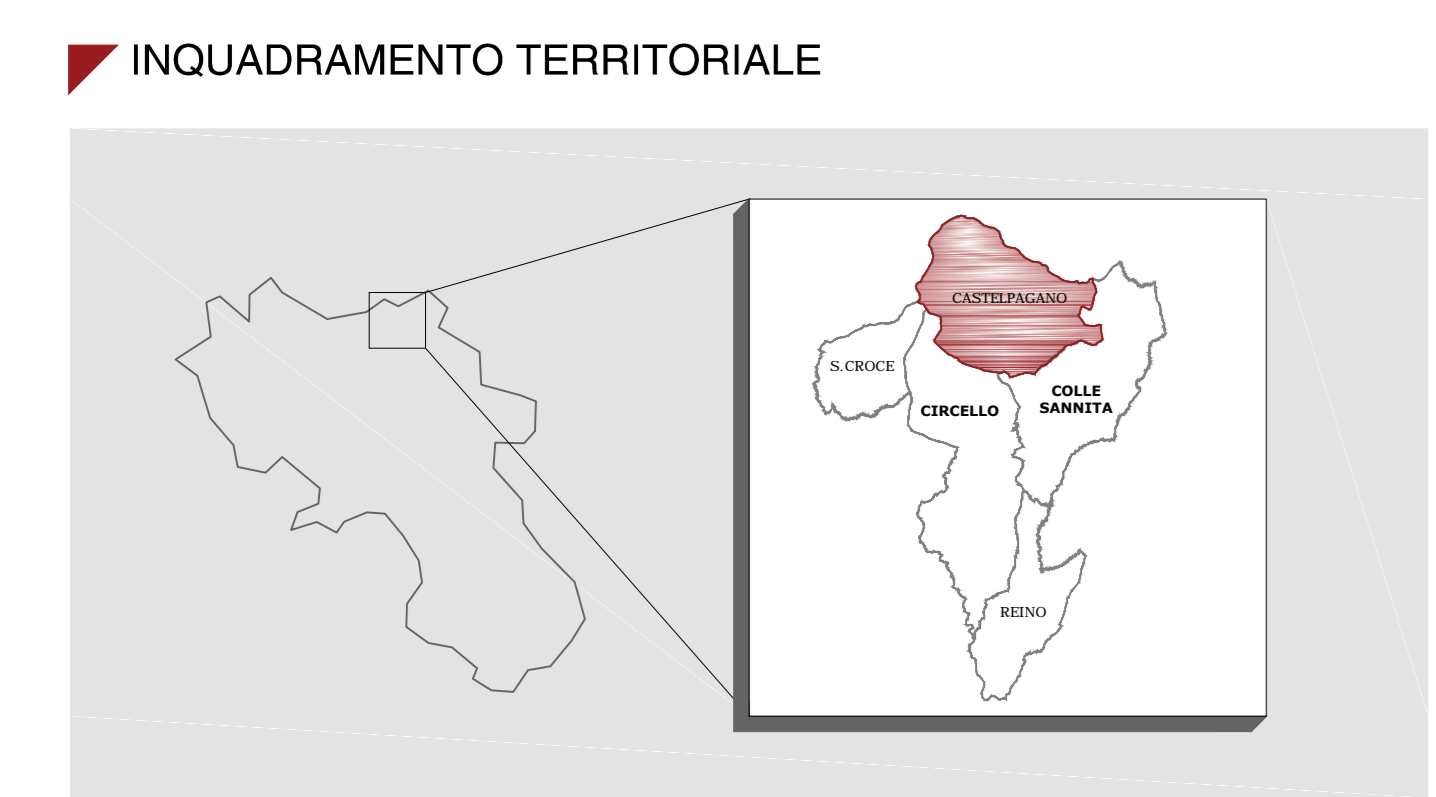 INQUADRAMENTO TERRITORIALE
CASTELPAGANO
S.CROCE
CIRCELLO
COLLE
SANNITA
REINO